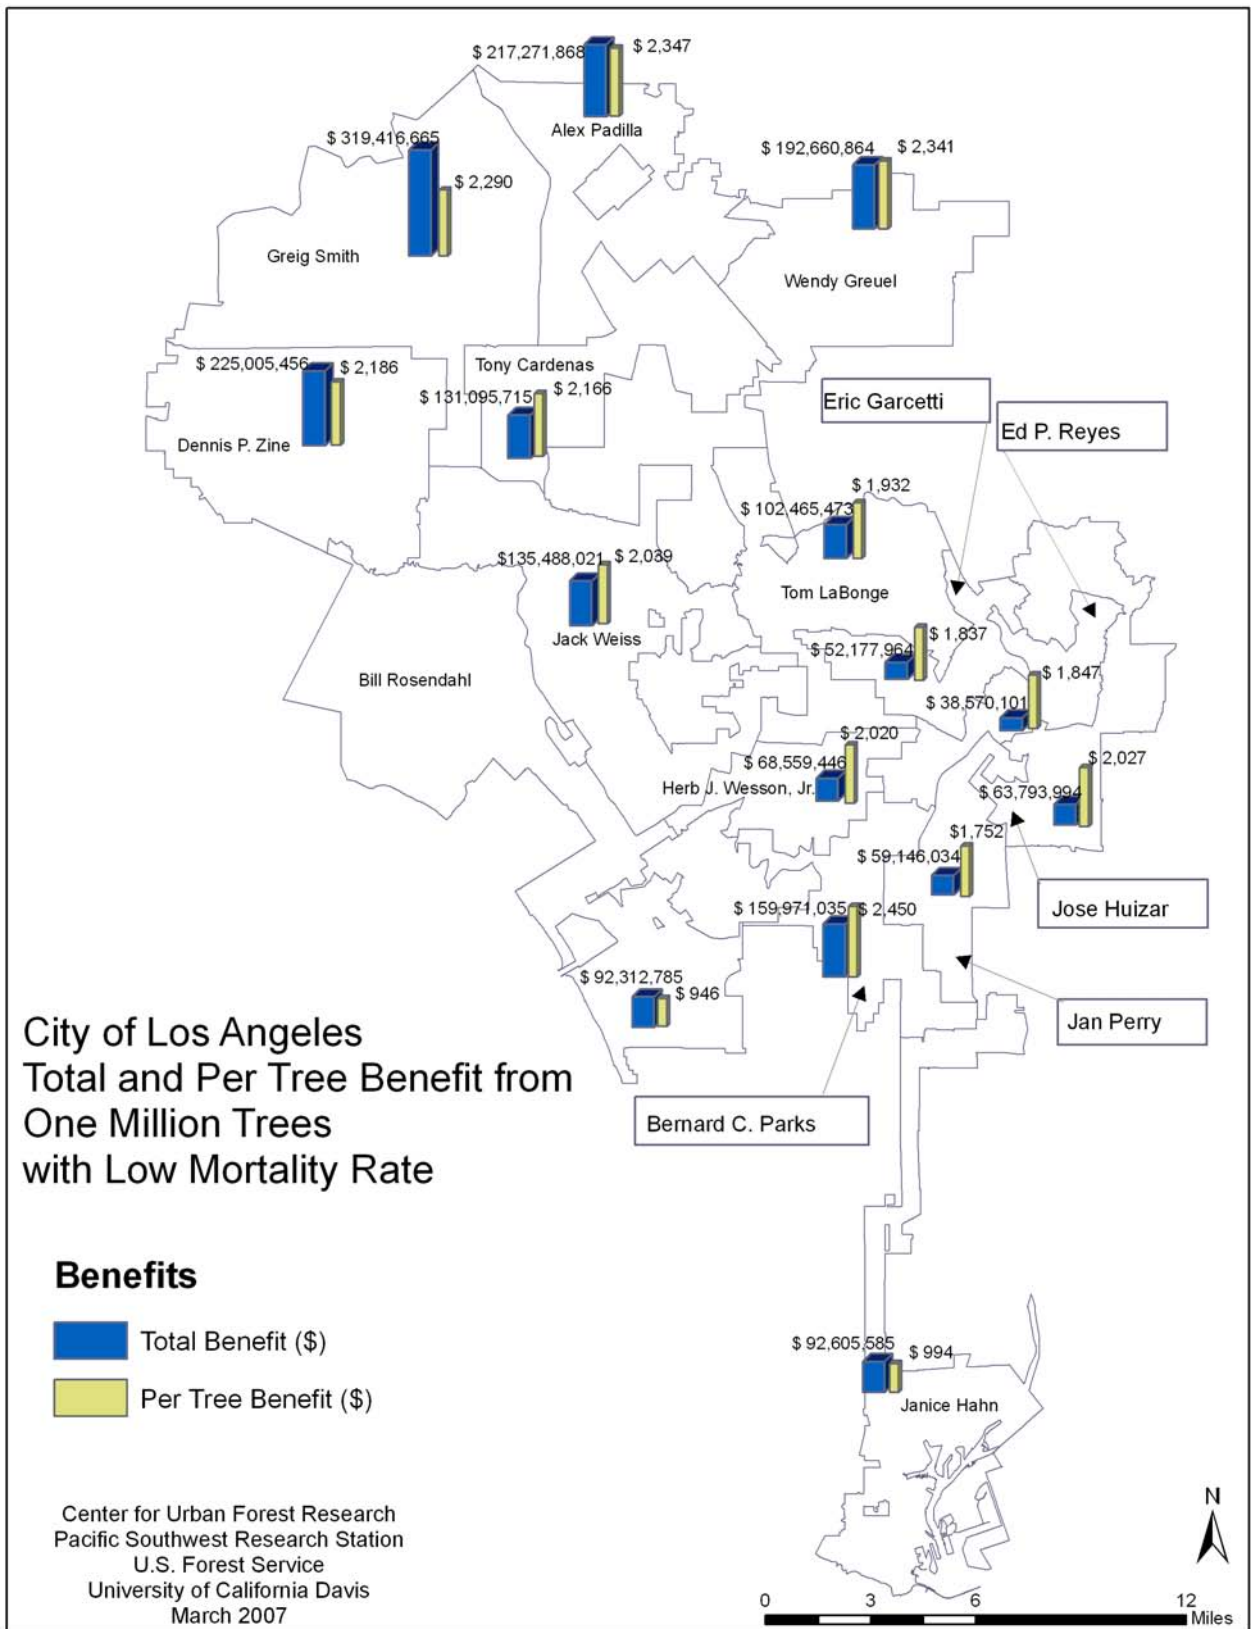 $ 217,271,868
$ 2,347
Alex Padilla
$ 319,416,665
$ 2,290
Greig Smith
$ 192,660,864
$ 2,341
Wendy Greuel
$ 225,005,456
$ 2,186
Dennis P. Zine
Tony Cardenas
$ 131,095,715
$ 2,166
Eric Garcetti
Ed P. Reyes
$ 1,932
$ 102,465,473
Tom LaBonge
$135,488,021
$ 2,039
Jack Weiss
Bill Rosendahl
$ 1,837
$ 52,177,964
$ 1,847
$ 38,570,101
$ 2,020
$ 68,559,446
Herb J. Wesson, Jr.
$ 2,027
$ 63,793,994
$1,752
$ 59,146,034
Jose Huizar
$ 159,971,035
$ 2,450
$ 92,312,785
$ 946
Jan Perry
Bernard C. Parks
City of Los Angeles
Total and Per Tree Benefit from
One Million Trees
with Low Mortality Rate
Benefits
Total Benefit ($)
Per Tree Benefit ($)
$ 92,605,585
$ 994
Janice Hahn
Center for Urban Forest Research
Pacific Southwest Research Station
U.S. Forest Service
University of California Davis
March 2007
N
0 3 6 12
Miles